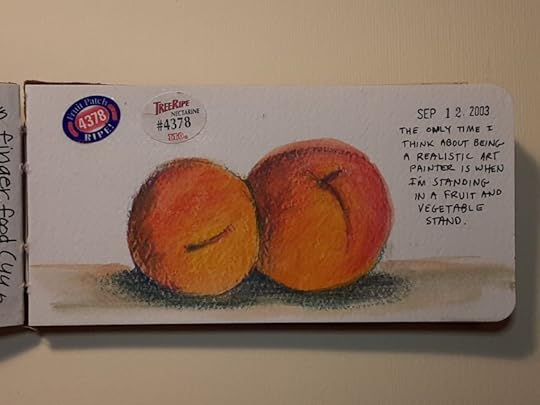 Fruit Patch
4378
RIPE!
TREERIPE
NECTARINE
#4378
SEP 12 2003
THE ONLY TIME I
THINK ABOUT BEING
A REALISTIC ART
PAINTER IS WHEN
I'M STANDING
IN A FRUIT AND
VEGETABLE
STAND.
finger food